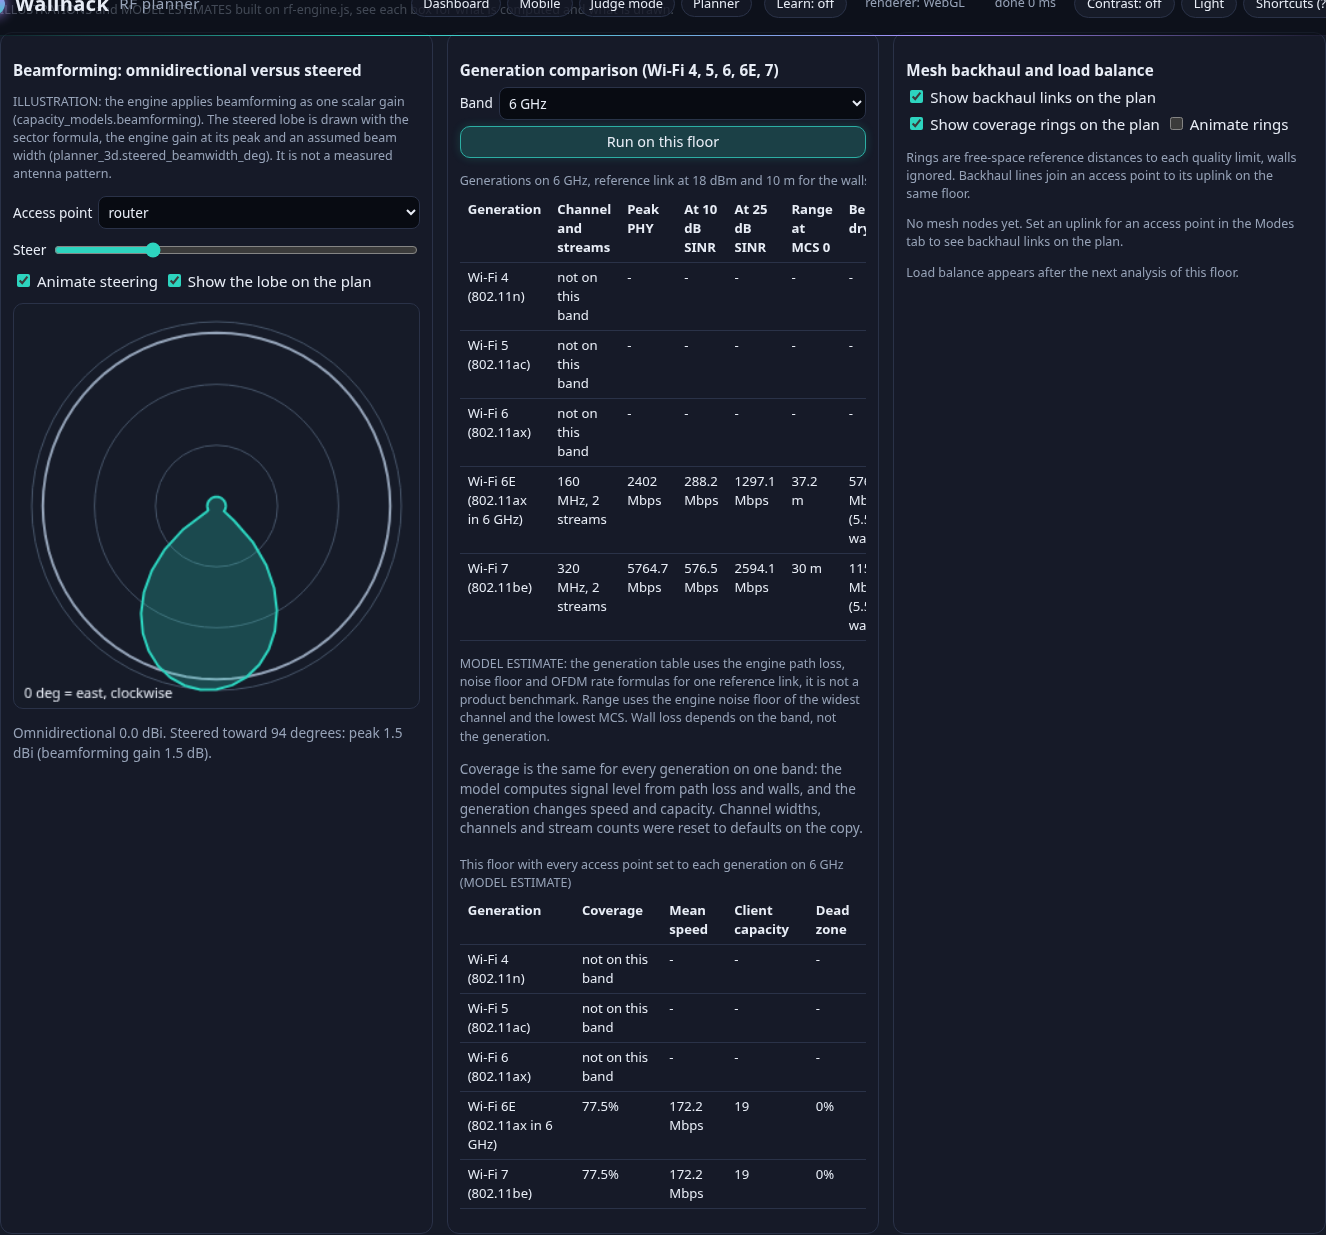 Wallhack RF planner
Dashboard
Mobile
Judge mode
Planner
Learn: off
renderer: WebGL
done 0 ms
Contrast: off
Light
Shortcuts (?
MODEL ESTIMATES built on rf-engine.js, see each
Beamforming: omnidirectional versus steered
ILLUSTRATION: the engine applies beamforming as one scalar gain
(capacity_models.beamforming). The steered lobe is drawn with the
sector formula, the engine gain at its peak and an assumed beam
width (planner_3d.steered_beamwidth_deg). It is not a measured
antenna pattern.
Access point router
Steer
Animate steering Show the lobe on the plan
0 deg = east, clockwise
Omnidirectional 0.0 dBi. Steered toward 94 degrees: peak 1.5
dBi (beamforming gain 1.5 dB).
Generation comparison (Wi-Fi 4, 5, 6, 6E, 7)
Band 6 GHz
Run on this floor
Generations on 6 GHz, reference link at 18 dBm and 10 m for the walls
Generation Channel Peak At 10 At 25 Range Be
and PHY dB dB at dry
streams SINR SINR MCS 0
Wi-Fi 4 not on - - - - -
(802.11n) this
band
Wi-Fi 5 not on - - - - -
(802.11ac) this
band
Wi-Fi 6 not on - - - - -
(802.11ax) this
band
Wi-Fi 6E 160 2402 288.2 1297.1 37.2 576
(802.11ax MHz, 2 Mbps Mbps Mbps m Mb
in 6 GHz) streams (5.5
wa
Wi-Fi 7 320 5764.7 576.5 2594.1 30 m 115
(802.11be) MHz, 2 Mbps Mbps Mbps Mb
streams (5.5
wa
MODEL ESTIMATE: the generation table uses the engine path loss,
noise floor and OFDM rate formulas for one reference link, it is not a
product benchmark. Range uses the engine noise floor of the widest
channel and the lowest MCS. Wall loss depends on the band, not
the generation.
Coverage is the same for every generation on one band: the
model computes signal level from path loss and walls, and the
generation changes speed and capacity. Channel widths,
channels and stream counts were reset to defaults on the copy.
This floor with every access point set to each generation on 6 GHz
(MODEL ESTIMATE)
Generation Coverage Mean Client Dead
speed capacity zone
Wi-Fi 4 not on this - - -
(802.11n) band
Wi-Fi 5 not on this - - -
(802.11ac) band
Wi-Fi 6 not on this - - -
(802.11ax) band
Wi-Fi 6E 77.5% 172.2 19 0%
(802.11ax in 6 Mbps
GHz)
Wi-Fi 7 77.5% 172.2 19 0%
(802.11be) Mbps
Mesh backhaul and load balance
Show backhaul links on the plan
Show coverage rings on the plan Animate rings
Rings are free-space reference distances to each quality limit, walls
ignored. Backhaul lines join an access point to its uplink on the
same floor.
No mesh nodes yet. Set an uplink for an access point in the Modes
tab to see backhaul links on the plan.
Load balance appears after the next analysis of this floor.